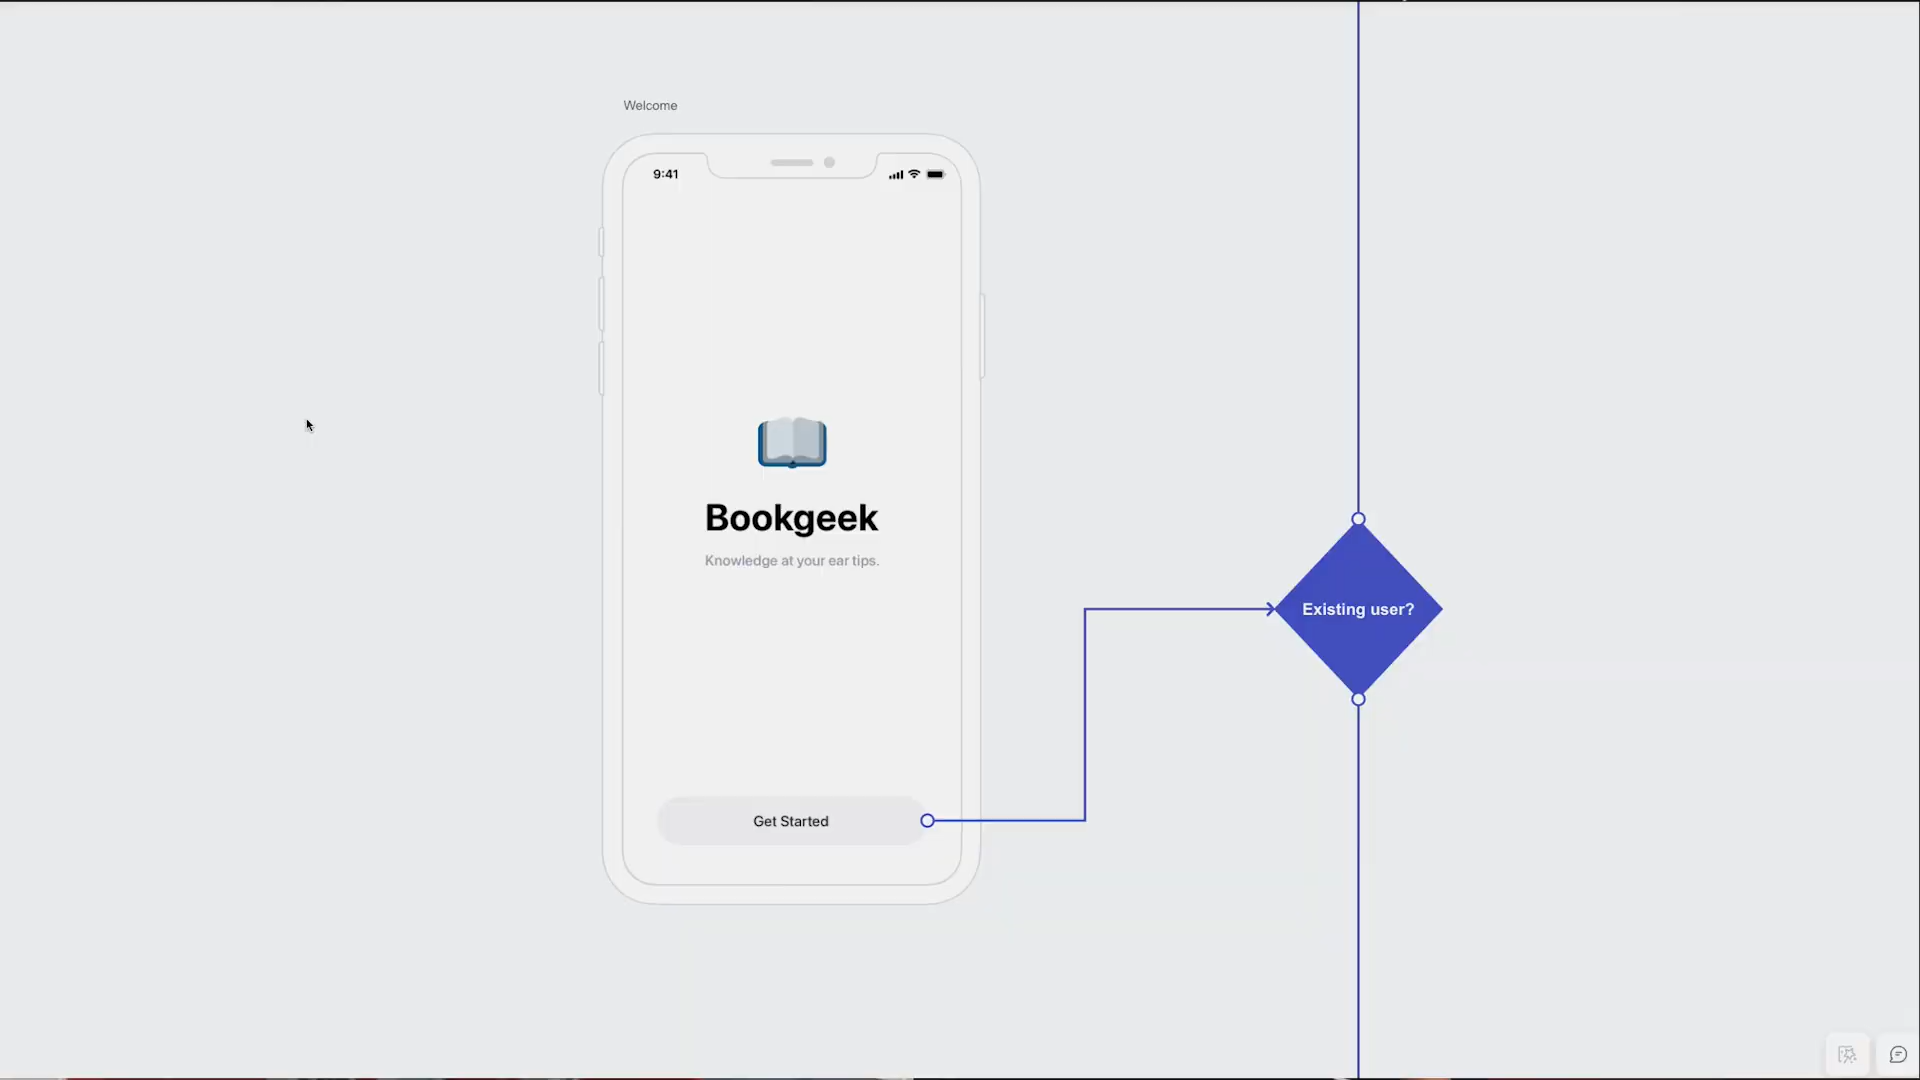 Welcome
9:41
Bookgeek
Knowledge at your ear tips.
Existing user?
Get Started